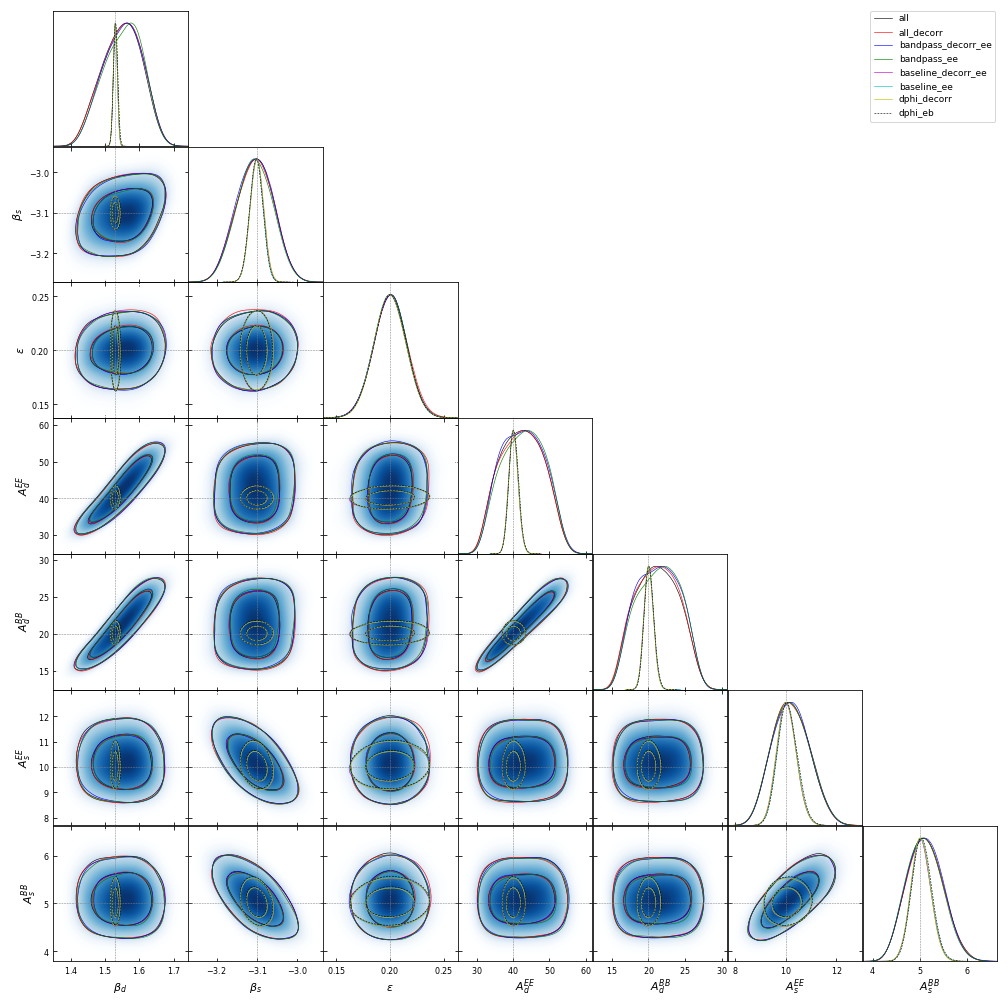 all
all_decorr
bandpass_decorr_ee
bandpass_ee
baseline_decorr_ee
baseline_ee
dphi_decorr
dphi_eb
−3.0
−3.1
−3.2
β_s
0.25
0.20
0.15
ε
60
50
40
30
A_d^{EE}
30
25
20
15
A_d^{BB}
12
11
10
9
8
A_s^{EE}
6
5
4
A_s^{BB}
1.4 1.5 1.6 1.7
β_d
−3.2 −3.1 −3.0
β_s
0.15 0.20 0.25
ε
30 40 50 60
A_d^{EE}
15 20 25 30
A_d^{BB}
8 10 12
A_s^{EE}
4 5 6
A_s^{BB}